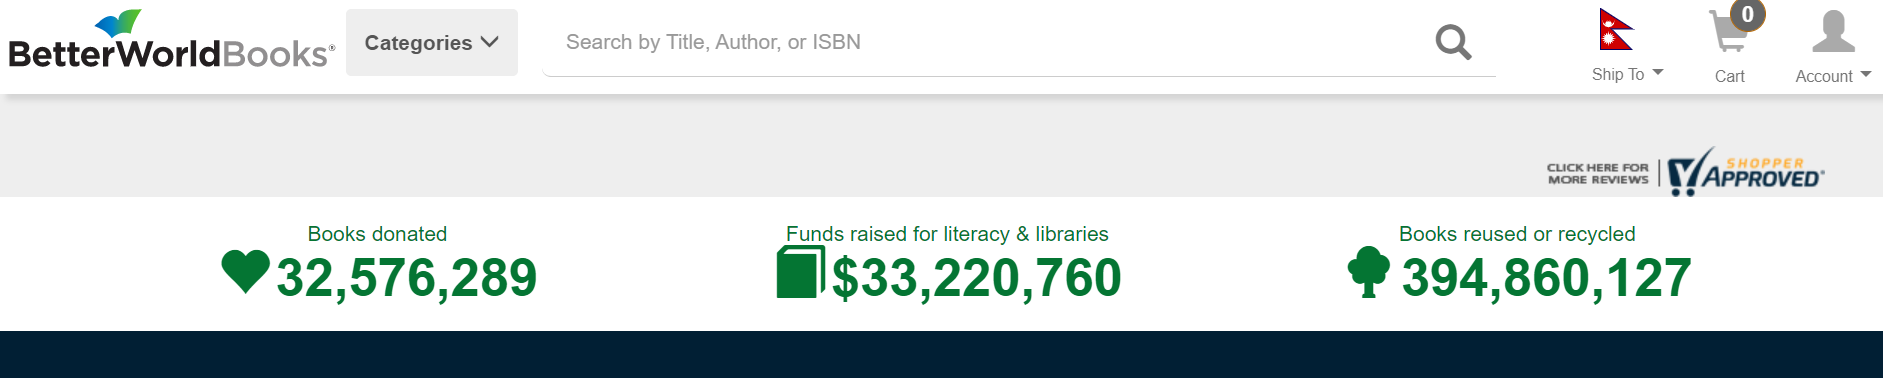 BetterWorldBooks®
Categories
Search by Title, Author, or ISBN
Ship To
0
Cart
Account
CLICK HERE FOR
MORE REVIEWS
SHOPPER
APPROVED®
Books donated
32,576,289
Funds raised for literacy & libraries
$33,220,760
Books reused or recycled
394,860,127